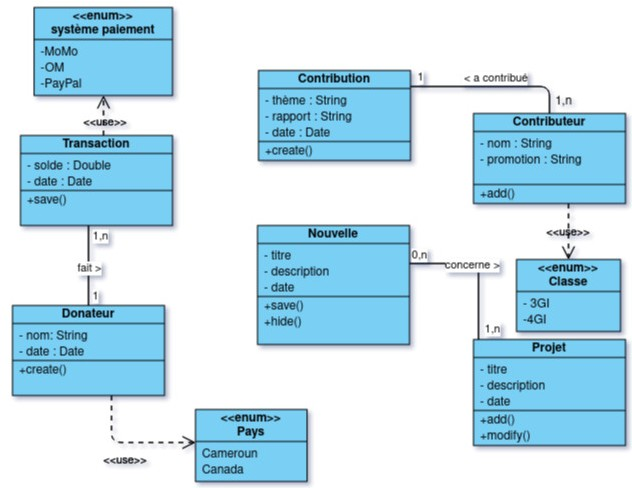 <<enum>>
système paiement
-MoMo
-OM
-PayPal
<<use>>
Transaction
- solde : Double
- date : Date
+save()
1,n
fait >
1
Donateur
- nom: String
- date : Date
+create()
<<use>>
<<enum>>
Pays
Cameroun
Canada
Contribution
- thème : String
- rapport : String
- date : Date
+create()
1
< a contribué
1,n
Contributeur
- nom : String
- promotion : String
+add()
<<use>>
<<enum>>
Classe
- 3GI
-4GI
Nouvelle
- titre
- description
- date
+save()
+hide()
0,n
concerne >
1,n
Projet
- titre
- description
- date
+add()
+modify()